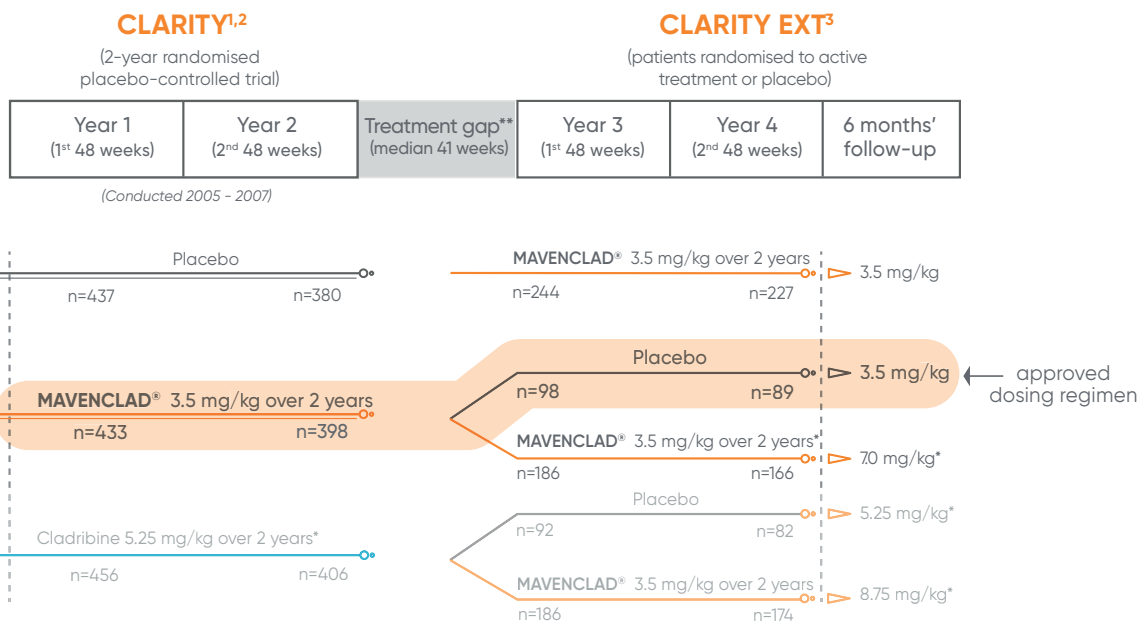 CLARITY1,2
(2-year randomised
placebo-controlled trial)
CLARITY EXT3
(patients randomised to active
treatment or placebo)
Year 1
(1st 48 weeks)
Year 2
(2nd 48 weeks)
Treatment gap**
(median 41 weeks)
Year 3
(1st 48 weeks)
Year 4
(2nd 48 weeks)
6 months’
follow-up
(Conducted 2005 - 2007)
Placebo
n=437
n=380
MAVENCLAD® 3.5 mg/kg over 2 years
n=244
n=227
3.5 mg/kg
MAVENCLAD® 3.5 mg/kg over 2 years
n=433
n=398
Placebo
n=98
n=89
3.5 mg/kg
approved
dosing regimen
MAVENCLAD® 3.5 mg/kg over 2 years*
n=186
n=166
7.0 mg/kg*
Cladribine 5.25 mg/kg over 2 years*
n=456
n=406
Placebo
n=92
n=82
5.25 mg/kg*
MAVENCLAD® 3.5 mg/kg over 2 years
n=186
n=174
8.75 mg/kg*